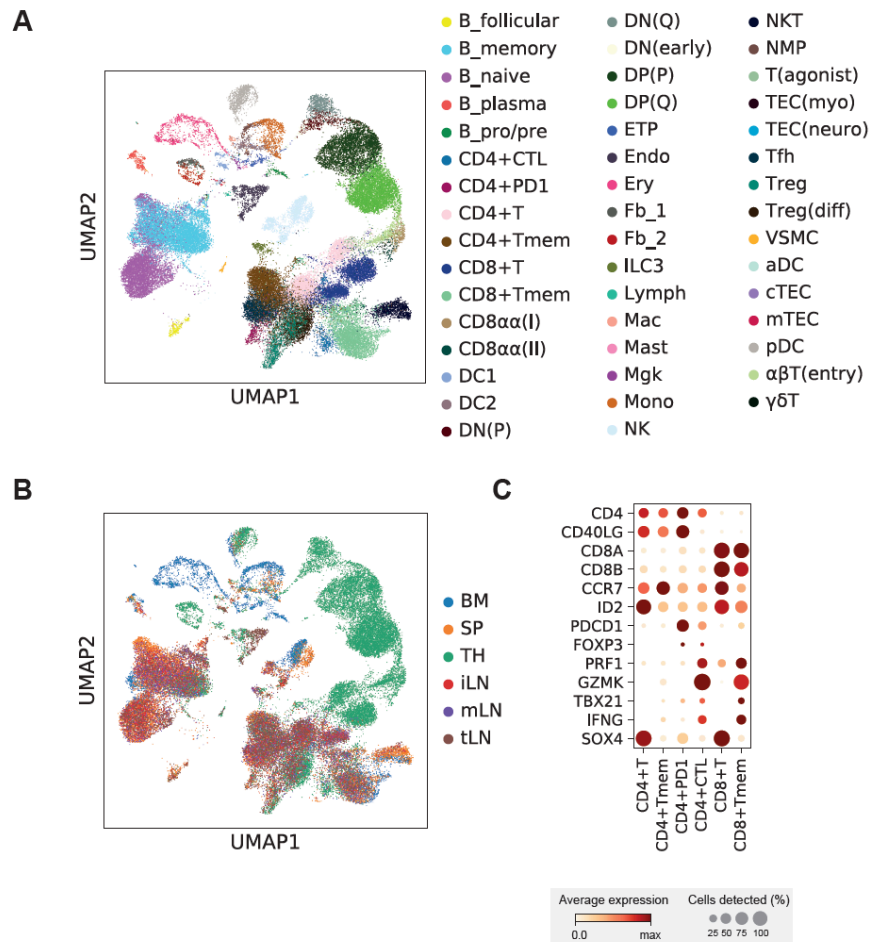 A
UMAP2
UMAP1
B_follicular
B_memory
B_naive
B_plasma
B_pro/pre
CD4+CTL
CD4+PD1
CD4+T
CD4+Tmem
CD8+T
CD8+Tmem
CD8αα(I)
CD8αα(II)
DC1
DC2
DN(P)
DN(Q)
DN(early)
DP(P)
DP(Q)
ETP
Endo
Ery
Fb_1
Fb_2
ILC3
Lymph
Mac
Mast
Mgk
Mono
NK
NKT
NMP
T(agonist)
TEC(myo)
TEC(neuro)
Tfh
Treg
Treg(diff)
VSMC
aDC
cTEC
mTEC
pDC
αβT(entry)
γδT
B
UMAP2
UMAP1
BM
SP
TH
iLN
mLN
tLN
C
CD4
CD40LG
CD8A
CD8B
CCR7
ID2
PDCD1
FOXP3
PRF1
GZMK
TBX21
IFNG
SOX4
CD4+T
CD4+Tmem
CD4+PD1
CD4+CTL
CD8+T
CD8+Tmem
Average expression
0.0 max
Cells detected (%)
25 50 75 100